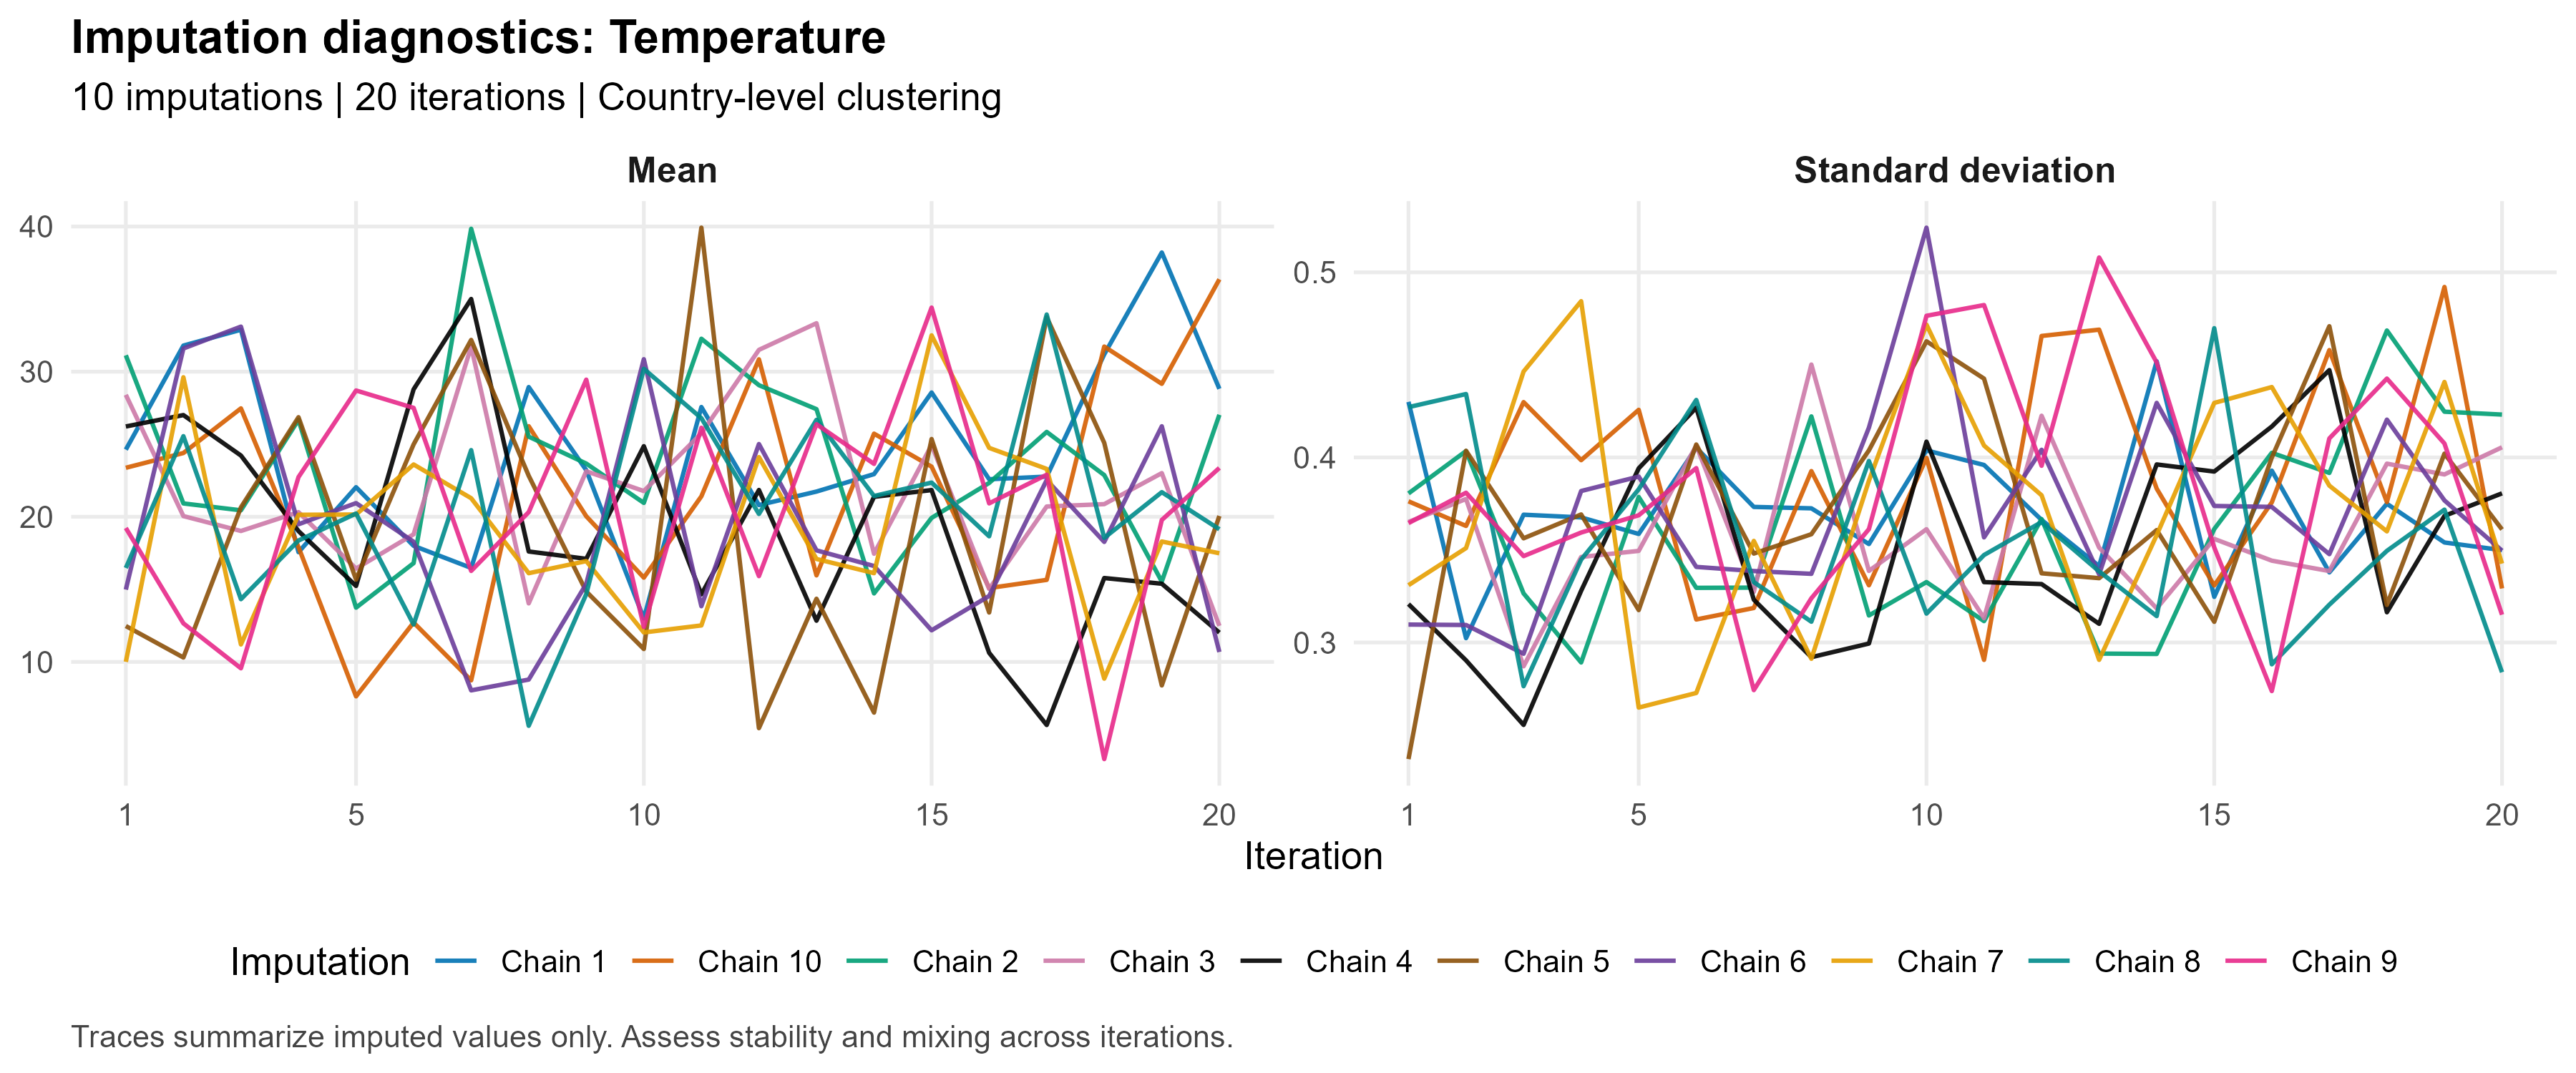 Imputation diagnostics: Temperature
10 imputations | 20 iterations | Country-level clustering
Mean
Standard deviation
40
30
20
10
0.5
0.4
0.3
1 5 10 15 20
1 5 10 15 20
Iteration
Imputation Chain 1 Chain 10 Chain 2 Chain 3 Chain 4 Chain 5 Chain 6 Chain 7 Chain 8 Chain 9
Traces summarize imputed values only. Assess stability and mixing across iterations.